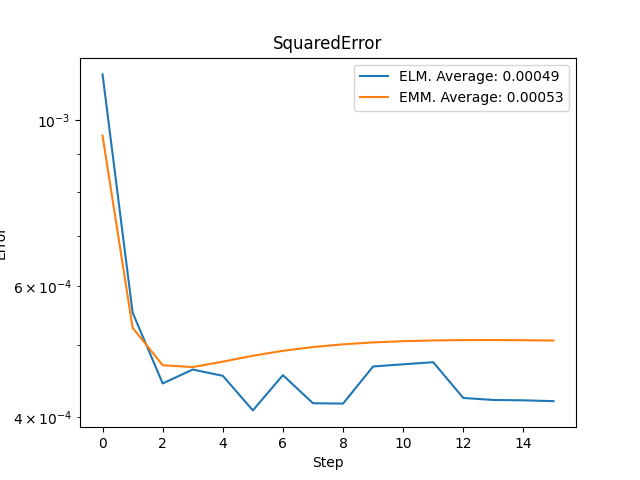 SquaredError
ELM. Average: 0.00049
EMM. Average: 0.00053
10⁻³
6 × 10⁻⁴
4 × 10⁻⁴
Error
0 2 4 6 8 10 12 14
Step